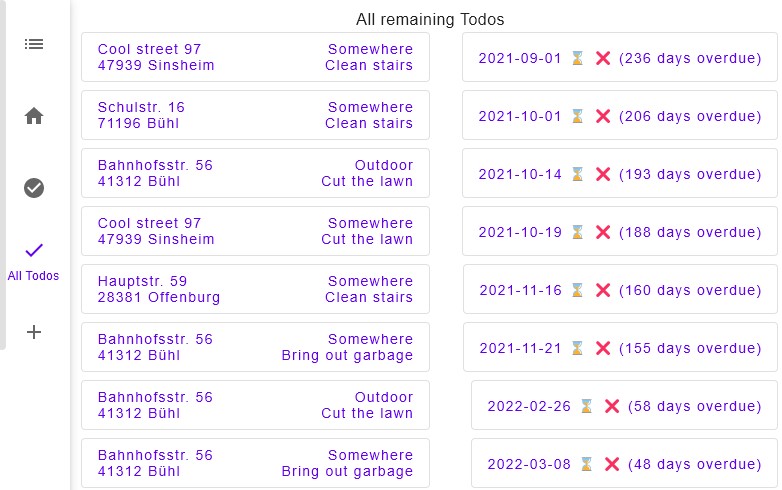 All remaining Todos
Cool street 97 Somewhere
47939 Sinsheim Clean stairs
2021-09-01 ⌛ ❌ (236 days overdue)
Schulstr. 16 Somewhere
71196 Bühl Clean stairs
2021-10-01 ⌛ ❌ (206 days overdue)
Bahnhofsstr. 56 Outdoor
41312 Bühl Cut the lawn
2021-10-14 ⌛ ❌ (193 days overdue)
Cool street 97 Somewhere
47939 Sinsheim Cut the lawn
2021-10-19 ⌛ ❌ (188 days overdue)
All Todos
Hauptstr. 59 Somewhere
28381 Offenburg Clean stairs
2021-11-16 ⌛ ❌ (160 days overdue)
Bahnhofsstr. 56 Somewhere
41312 Bühl Bring out garbage
2021-11-21 ⌛ ❌ (155 days overdue)
Bahnhofsstr. 56 Outdoor
41312 Bühl Cut the lawn
2022-02-26 ⌛ ❌ (58 days overdue)
Bahnhofsstr. 56 Somewhere
41312 Bühl Bring out garbage
2022-03-08 ⌛ ❌ (48 days overdue)